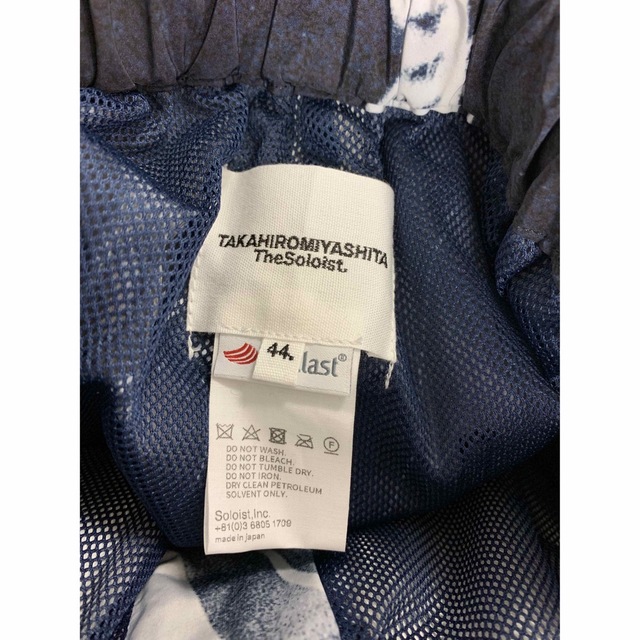 TAKAHIROMIYASHITA
TheSoloist.
44.
last®
F
DO NOT WASH.
DO NOT BLEACH.
DO NOT TUMBLE DRY.
DO NOT IRON.
DRY CLEAN PETROLEUM
SOLVENT ONLY.
Soloist,Inc.
+81(0)3 6805 1709
made in japan